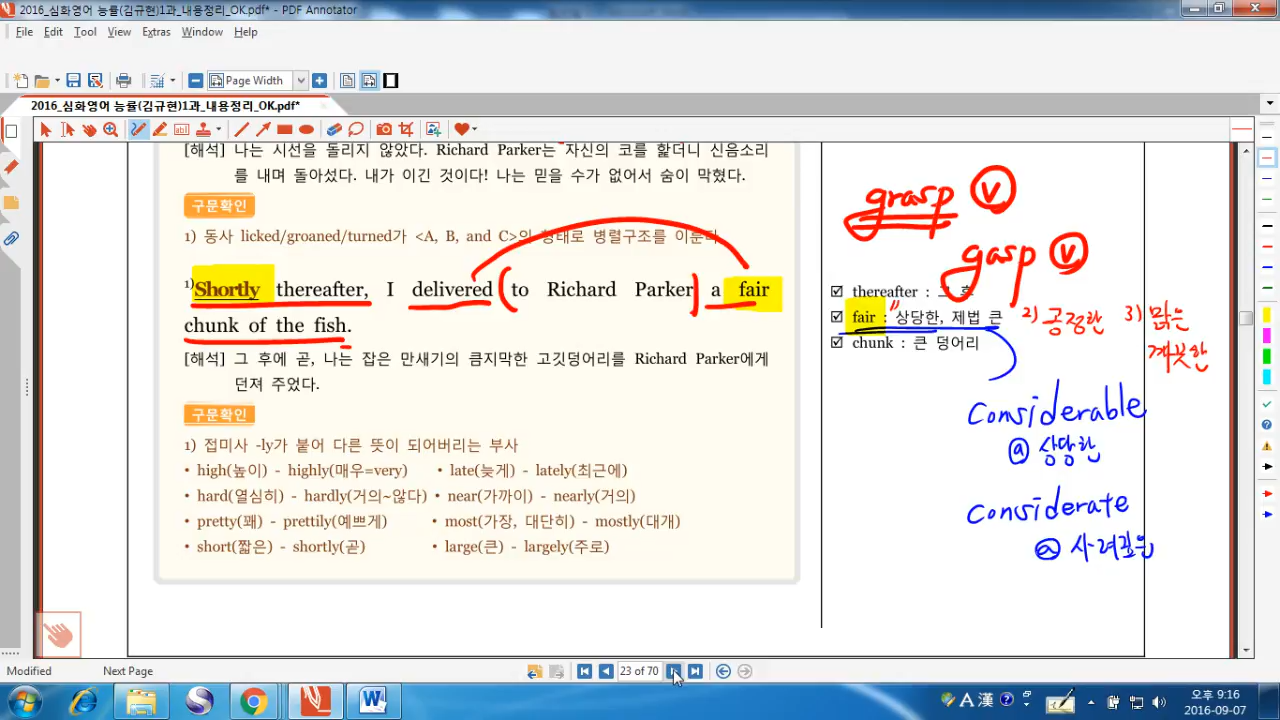 2016_심화영어 능률(김규현)1과_내용정리_OK.pdf* - PDF Annotator
File Edit Tool View Extras Window Help
Page Width
2016_심화영어 능률(김규현)1과_내용정리_OK.pdf*
[해석] 나는 시선을 돌리지 않았다. Richard Parker는 자신의 코를 핥더니 신음소리
를 내며 돌아섰다. 내가 이긴 것이다! 나는 믿을 수가 없어서 숨이 막혔다.
구문확인
1) 동사 licked/groaned/turned가 <A, B, and C>의 형태로 병렬구조를 이룬다.
1)Shortly thereafter, I delivered to Richard Parker a fair
chunk of the fish.
[해석] 그 후에 곧, 나는 잡은 만새기의 큼지막한 고깃덩어리를 Richard Parker에게
던져 주었다.
구문확인
1) 접미사 -ly가 붙어 다른 뜻이 되어버리는 부사
• high(높이) - highly(매우=very) • late(늦게) - lately(최근에)
• hard(열심히) - hardly(거의~않다) • near(가까이) - nearly(거의)
• pretty(꽤) - prettily(예쁘게) • most(가장, 대단히) - mostly(대개)
• short(짧은) - shortly(곧) • large(큰) - largely(주로)
grasp v
gasp v
thereafter : 그 후
fair : 상당한, 제법 큰 2) 공정한 3) 맑은
깨끗한
chunk : 큰 덩어리
Considerable
a 상당한
Considerate
a 사려깊은
Modified Next Page 23 of 70
A 漢
오후 9:16
2016-09-07